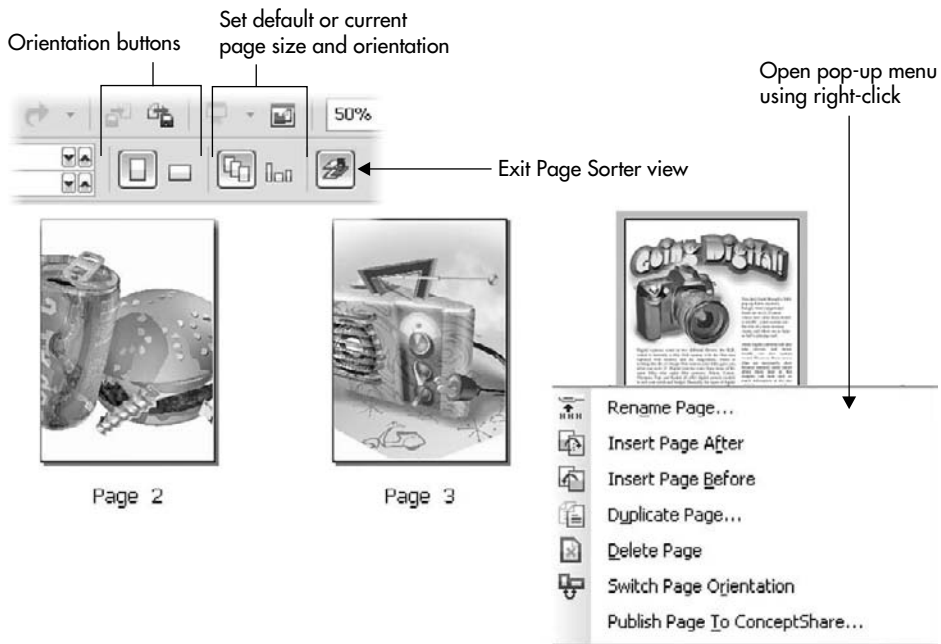 Set default or current
page size and orientation
Orientation buttons
Open pop-up menu
using right-click
50%
Exit Page Sorter view
Going Digital!
Page 2
Page 3
Rename Page...
Insert Page After
Insert Page Before
Duplicate Page...
Delete Page
Switch Page Orientation
Publish Page To ConceptShare...